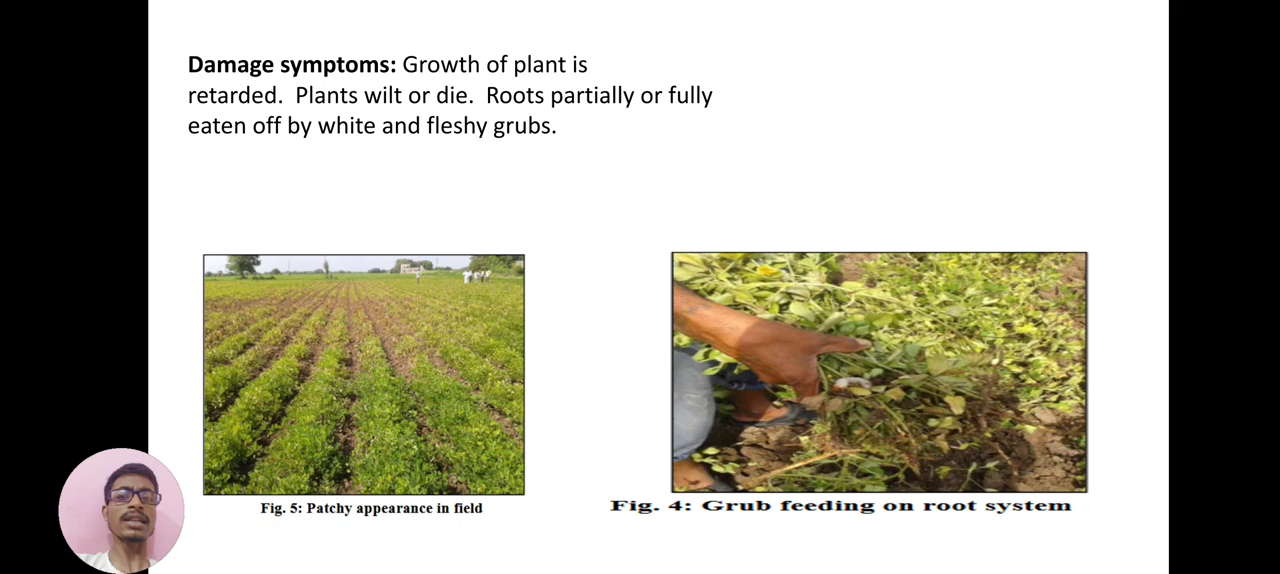 Damage symptoms: Growth of plant is
retarded.  Plants wilt or die.  Roots partially or fully
eaten off by white and fleshy grubs.
Fig. 5: Patchy appearance in field
Fig. 4: Grub feeding on root system